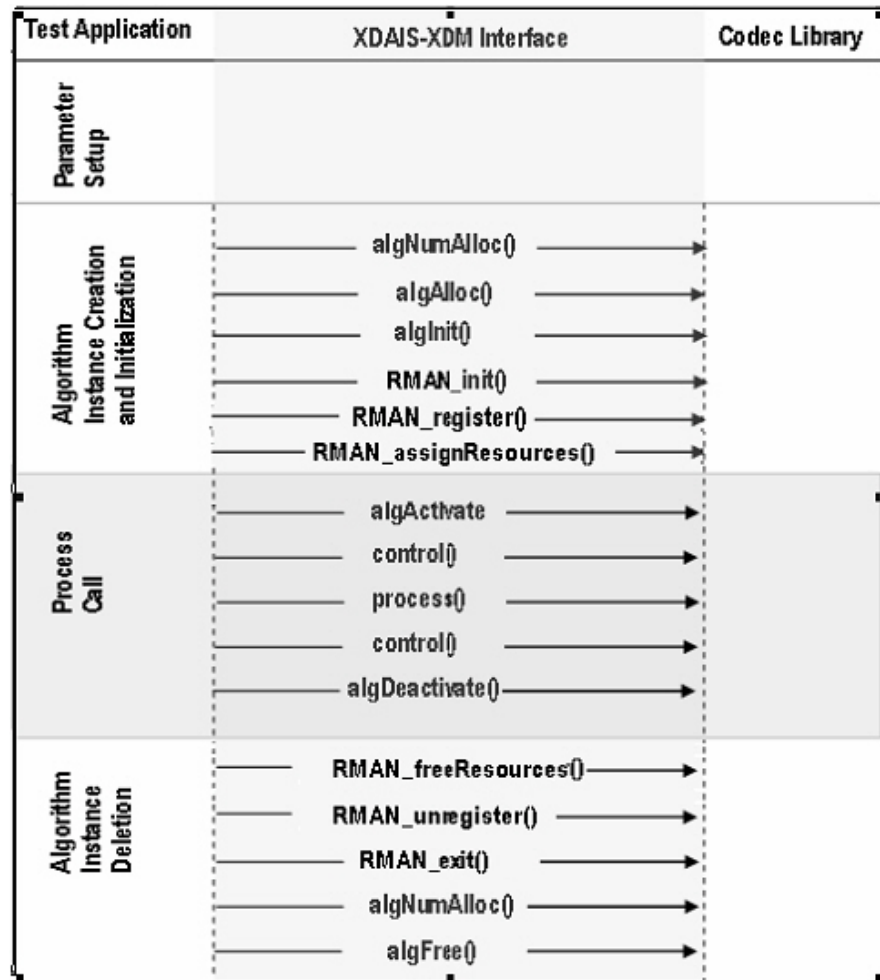 Test Application
XDAIS-XDM Interface
Codec Library
Parameter
Setup
Algorithm
Instance Creation
and Initialization
algNumAlloc()
algAlloc()
algInit()
RMAN_init()
RMAN_register()
RMAN_assignResources()
Process
Call
algActivate
control()
process()
control()
algDeactivate()
Algorithm
Instance
Deletion
RMAN_freeResources()
RMAN_unregister()
RMAN_exit()
algNumAlloc()
algFree()